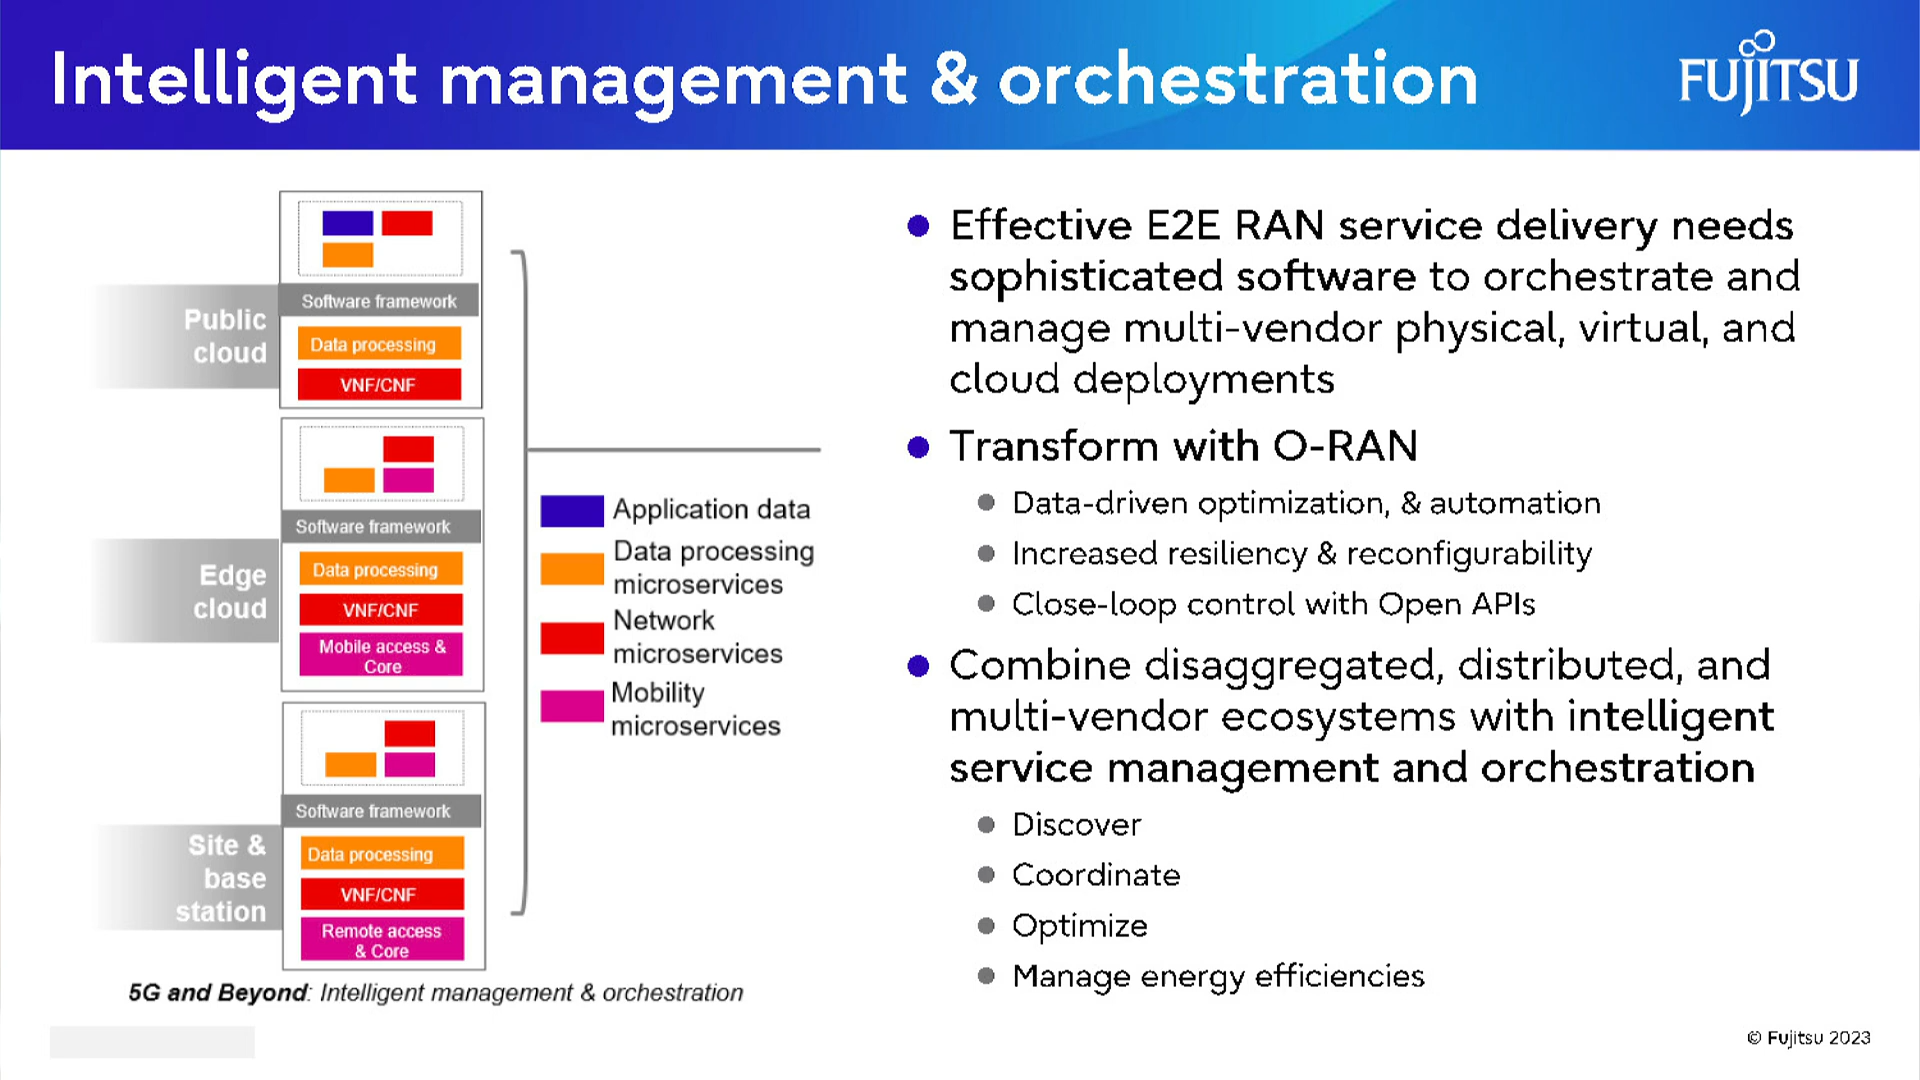 Intelligent management & orchestration
FUJITSU
Public
cloud
Software framework
Data processing
VNF/CNF
Edge
cloud
Software framework
Data processing
VNF/CNF
Mobile access &
Core
Site &
base
station
Software framework
Data processing
VNF/CNF
Remote access
& Core
Application data
Data processing
microservices
Network
microservices
Mobility
microservices
5G and Beyond: Intelligent management & orchestration
Effective E2E RAN service delivery needs
sophisticated software to orchestrate and
manage multi-vendor physical, virtual, and
cloud deployments
Transform with O-RAN
Data-driven optimization, & automation
Increased resiliency & reconfigurability
Close-loop control with Open APIs
Combine disaggregated, distributed, and
multi-vendor ecosystems with intelligent
service management and orchestration
Discover
Coordinate
Optimize
Manage energy efficiencies
© Fujitsu 2023